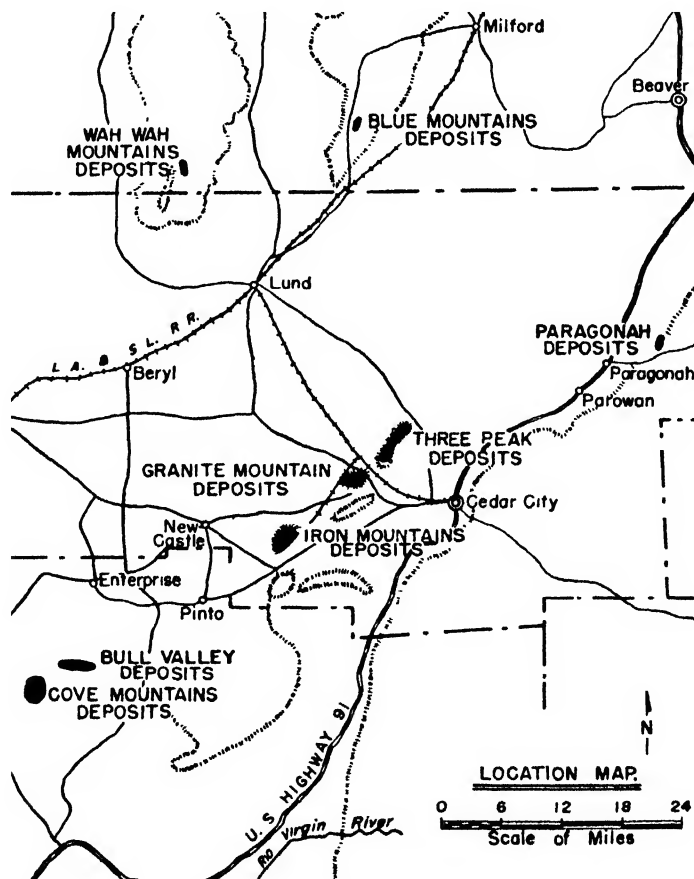 Milford
Beaver
WAH WAH
MOUNTAINS
DEPOSITS
BLUE MOUNTAINS
DEPOSITS
Lund
L. A. & S L. R R.
Beryl
PARAGONAH
DEPOSITS
Paragonah
Parowan
THREE PEAK
DEPOSITS
GRANITE MOUNTAIN
DEPOSITS
Cedar City
New
Castle
IRON MOUNTAINS
DEPOSITS
Enterprise
Pinto
BULL VALLEY
DEPOSITS
COVE MOUNTAINS
DEPOSITS
U. S. HIGHWAY 91
N
LOCATION MAP.
0 6 12 18 24
Scale of Miles
Virgin River